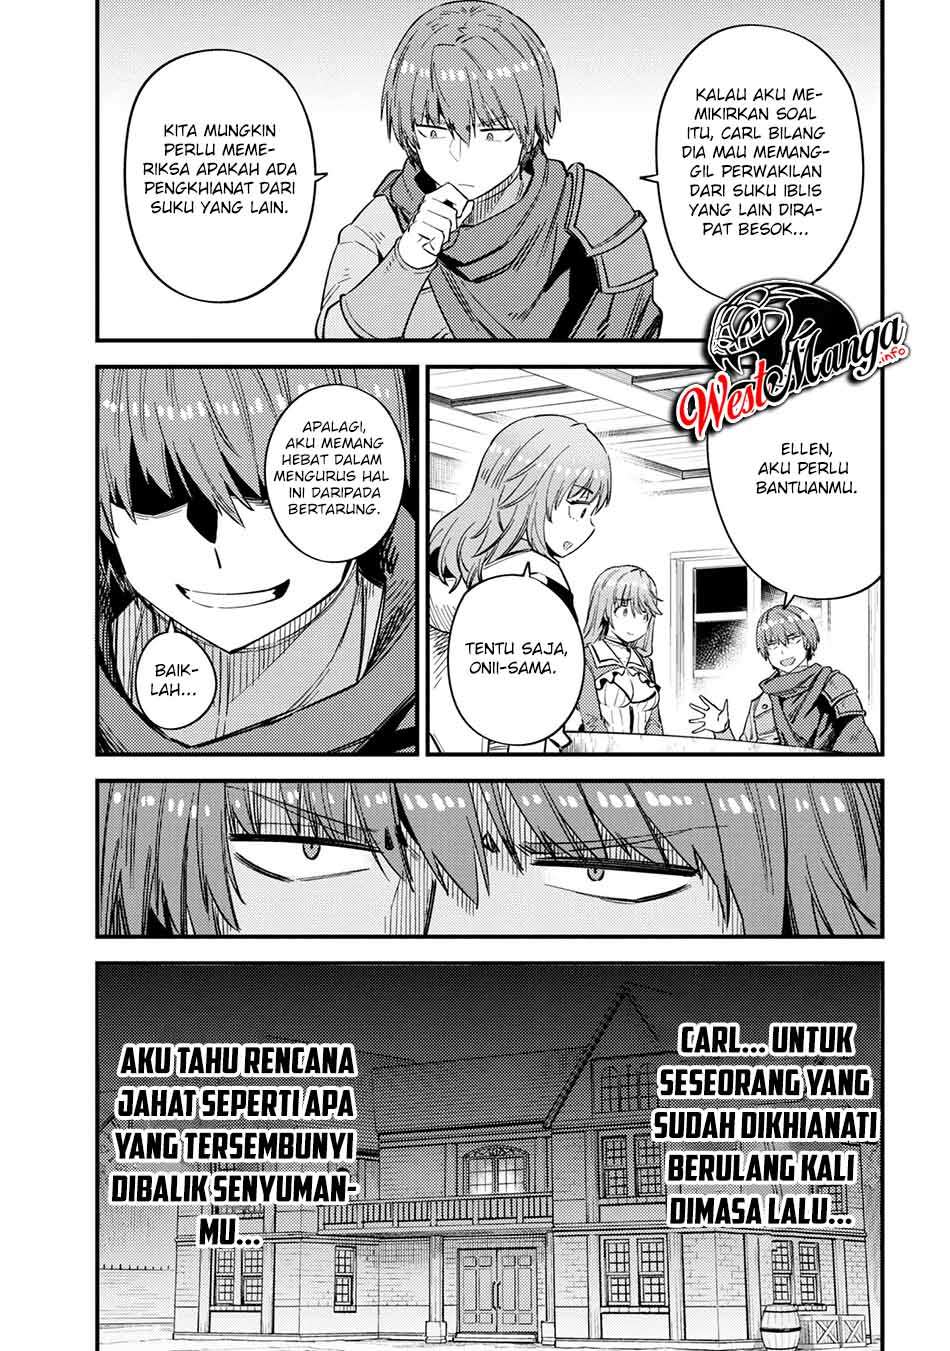 KALAU AKU ME-
MIKIRKAN SOAL
ITU, CARL BILANG
DIA MAU MEMANG-
GIL PERWAKILAN
DARI SUKU IBLIS
YANG LAIN DIRA-
PAT BESOK...
KITA MUNGKIN
PERLU MEME-
RIKSA APAKAH ADA
PENGKHIANAT DARI
SUKU YANG LAIN.
WestManga
.info
ELLEN,
AKU PERLU
BANTUANMU.
TENTU SAJA,
ONII-SAMA.
APALAGI,
AKU MEMANG
HEBAT DALAM
MENGURUS HAL
INI DARIPADA
BERTARUNG.
BAIK-
LAH...
CARL... UNTUK
SESEORANG YANG
SUDAH DIKHIANATI
BERULANG KALI
DIMASA LALU...
AKU TAHU RENCANA
JAHAT SEPERTI APA
YANG TERSEMBUNYI
DIBALIK SENYUMAN-
MU...